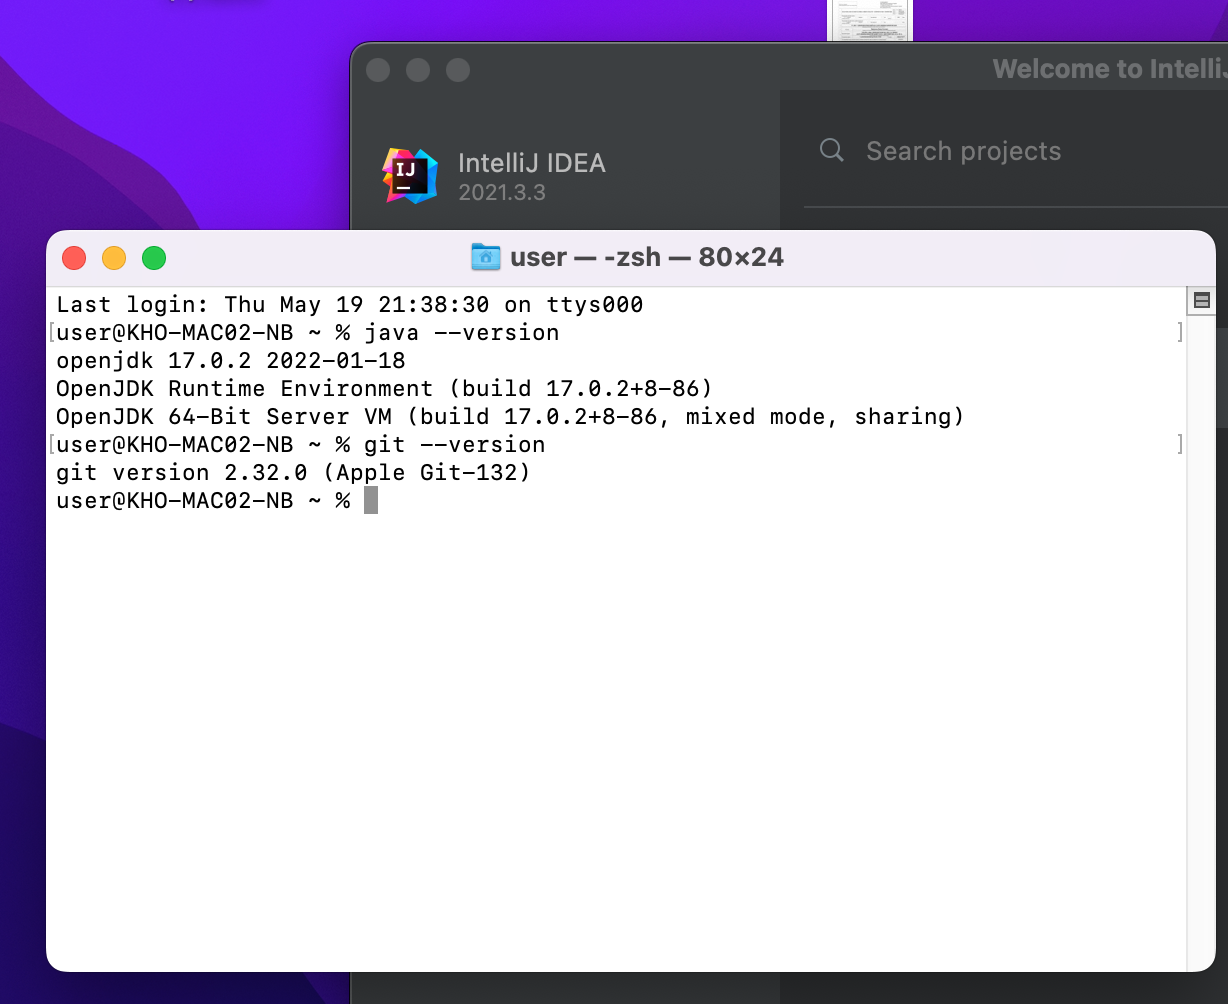 Welcome to IntelliJ
IJ
IntelliJ IDEA
2021.3.3
Search projects
user — -zsh — 80×24
Last login: Thu May 19 21:38:30 on ttys000
[user@KHO-MAC02-NB ~ % java --version ]
openjdk 17.0.2 2022-01-18
OpenJDK Runtime Environment (build 17.0.2+8-86)
OpenJDK 64-Bit Server VM (build 17.0.2+8-86, mixed mode, sharing)
[user@KHO-MAC02-NB ~ % git --version ]
git version 2.32.0 (Apple Git-132)
user@KHO-MAC02-NB ~ %